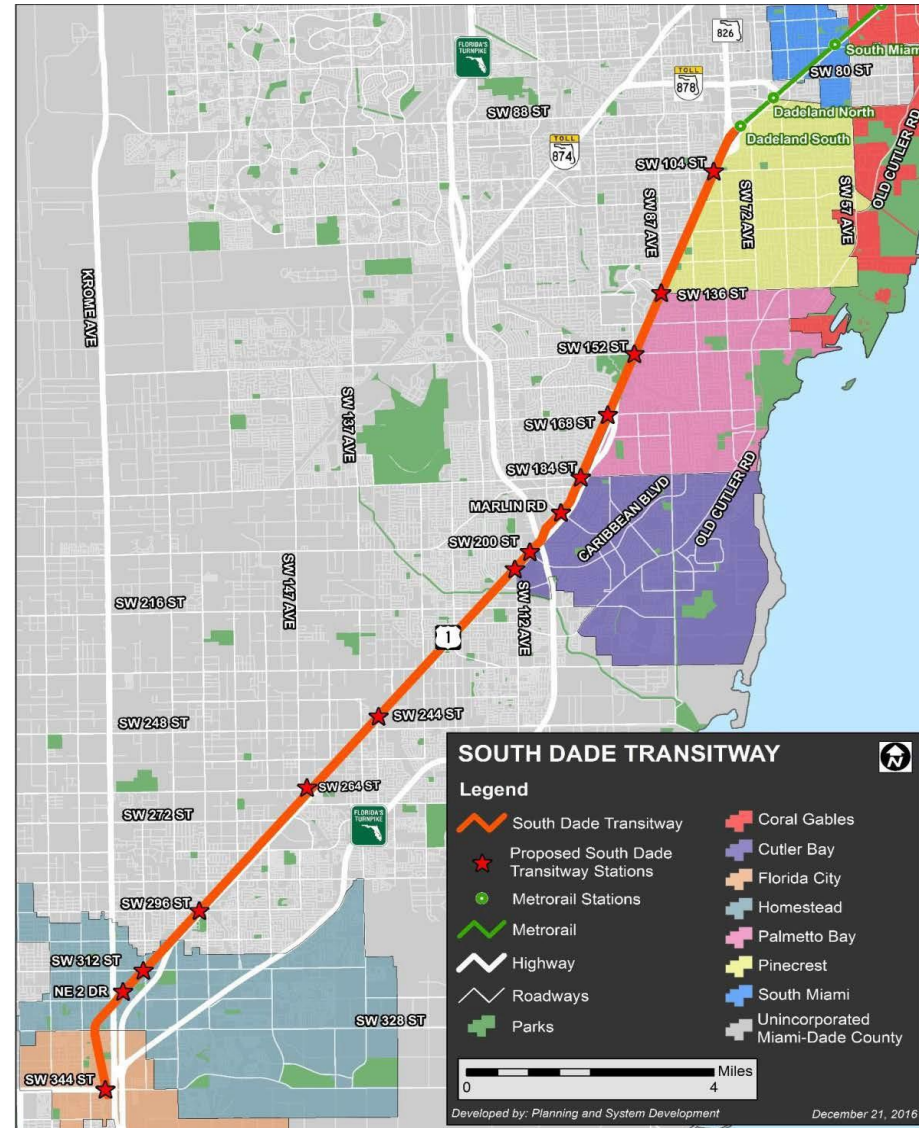 FLORIDA'S
TURNPIKE
826
South Miami
SW 80 ST
TOLL
878
Dadeland North
SW 88 ST
Dadeland South
TOLL
874
OLD CUTLER RD
SW 104 ST
SW 87 AVE
SW 72 AVE
SW 57 AVE
KROME AVE
SW 136 ST
SW 152 ST
SW 137 AVE
SW 168 ST
SW 184 ST
MARLIN RD
CARIBBEAN BLVD
OLD CUTLER RD
SW 200 ST
SW 147 AVE
SW 112 AVE
SW 216 ST
1
SW 248 ST
SW 244 ST
SW 264 ST
SW 272 ST
FLORIDA'S
TURNPIKE
SW 296 ST
SW 312 ST
NE 2 DR
SW 328 ST
SW 344 ST
SOUTH DADE TRANSITWAY
N
Legend
South Dade Transitway
Proposed South Dade
Transitway Stations
Metrorail Stations
Metrorail
Highway
Roadways
Parks
Coral Gables
Cutler Bay
Florida City
Homestead
Palmetto Bay
Pinecrest
South Miami
Unincorporated
Miami-Dade County
Miles
0
4
Developed by: Planning and System Development
December 21, 2016